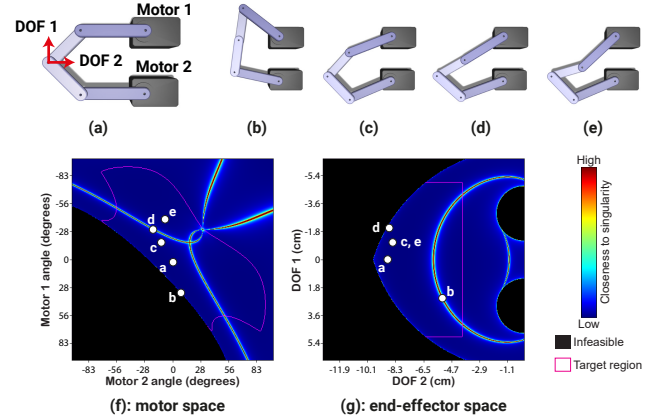 DOF 1
DOF 2
Motor 1
Motor 2
(a)
(b)
(c)
(d)
(e)
Motor 1 angle (degrees)
-83
-56
-28
0
28
56
83
d
e
c
a
b
-83 -56 -28 0 28 56 83
Motor 2 angle (degrees)
(f): motor space
DOF 1 (cm)
-5.4
-3.6
-1.8
0
1.8
3.6
5.4
d
c, e
a
b
-11.9 -10.1 -8.3 -6.5 -4.7 -2.9 -1.1
DOF 2 (cm)
(g): end-effector space
High
Closeness to singularity
Low
Infeasible
Target region